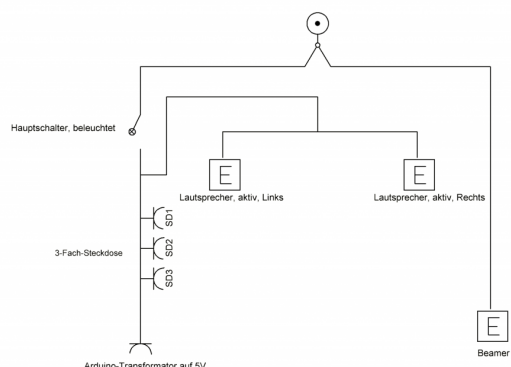 Hauptschalter, beleuchtet
E
E
Lautsprecher, aktiv, Links
Lautsprecher, aktiv, Rechts
SD1
SD2
SD3
3-Fach-Steckdose
E
Beamer
Arduino-Transformator auf 5V